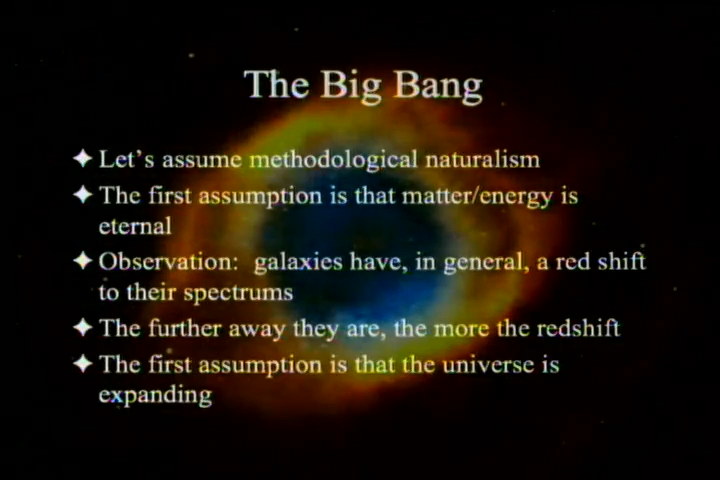 The Big Bang
✦ Let's assume methodological naturalism
✦ The first assumption is that matter/energy is
eternal
✦ Observation:  galaxies have, in general, a red shift
to their spectrums
✦ The further away they are, the more the redshift
✦ The first assumption is that the universe is
expanding